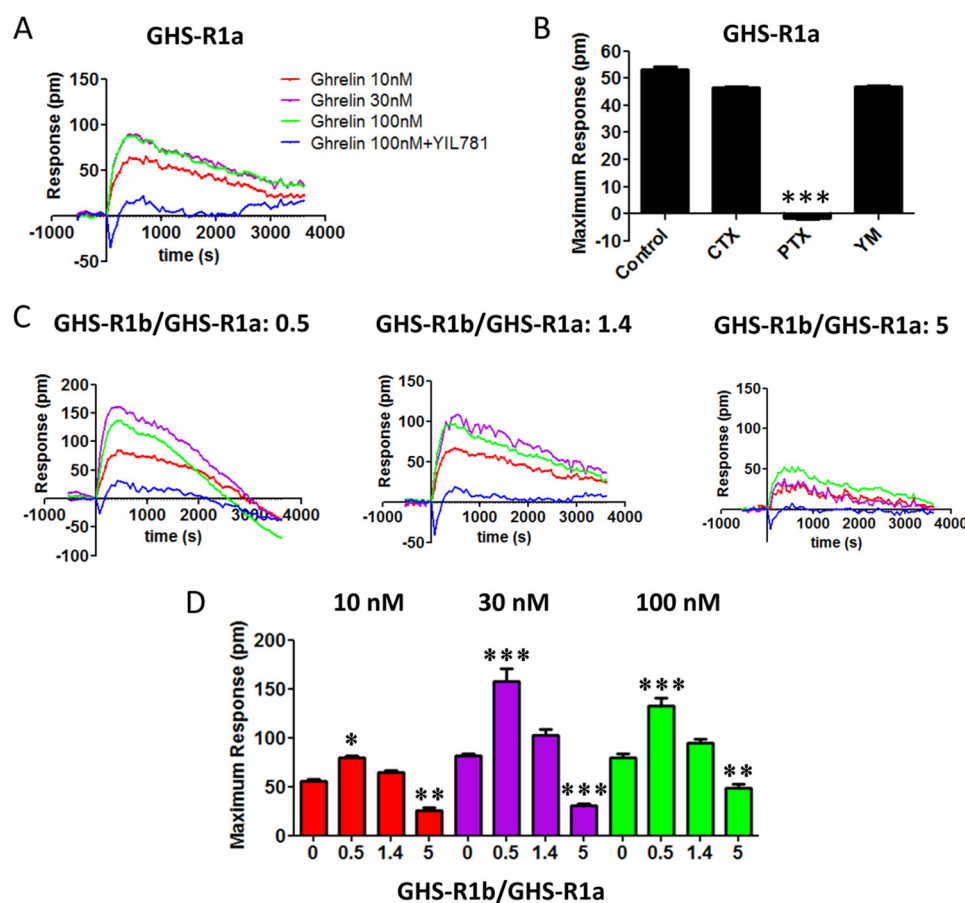 A
GHS-R1a
Response (pm)
150
100
50
-50
-1000
1000
2000
3000
4000
time (s)
Ghrelin 10nM
Ghrelin 30nM
Ghrelin 100nM
Ghrelin 100nM+YIL781
B
GHS-R1a
Maximum Response (pm)
60
50
40
30
20
10
0
-10
***
Control
CTX
PTX
YM
C
GHS-R1b/GHS-R1a: 0.5
Response (pm)
200
150
100
50
-50
-100
-1000
1000
2000
3000
4000
time (s)
GHS-R1b/GHS-R1a: 1.4
Response (pm)
150
100
50
-50
-1000
1000
2000
3000
4000
time (s)
GHS-R1b/GHS-R1a: 5
Response (pm)
150
100
50
-50
-1000
1000
2000
3000
4000
time (s)
D
10 nM
30 nM
100 nM
Maximum Response (pm)
200
150
100
50
0
*
**
***
***
***
**
0 0.5 1.4 5 0 0.5 1.4 5 0 0.5 1.4 5
GHS-R1b/GHS-R1a